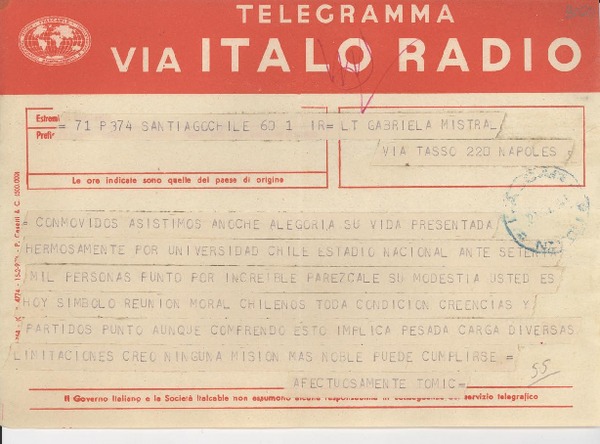 TELEGRAMMA
VIA ITALO RADIO
Estremi
Prefis
= 71 P374 SANTIAGOCHILE 60 1 IR= LT GABRIELA MISTRAL
VIA TASSO 220 NAPOLES
Le ore indicate sono quelle del paese di origine
CONMOVIDOS ASISTIMOS ANOCHE ALEGORIA SU VIDA PRESENTADA
HERMOSAMENTE POR UNIVERSIDAD CHILE ESTADIO NACIONAL ANTE SETENTA
MIL PERSONAS PUNTO POR INCREIBLE PAREZCALE SU MODESTIA USTED ES
HOY SIMBOLO REUNION MORAL CHILENOS TODA CONDICION CREENCIAS Y
PARTIDOS PUNTO AUNQUE COMPRENDO ESTO IMPLICA PESADA CARGA DIVERSAS
LIMITACIONES CREO NINGUNA MISION MAS NOBLE PUEDE CUMPLIRSE =
55
AFECTUOSAMENTE TOMIC=
Il Governo Italiano e la Società Italcable non assumono alcuna responsabilità in conseguenza del servizio telegrafico